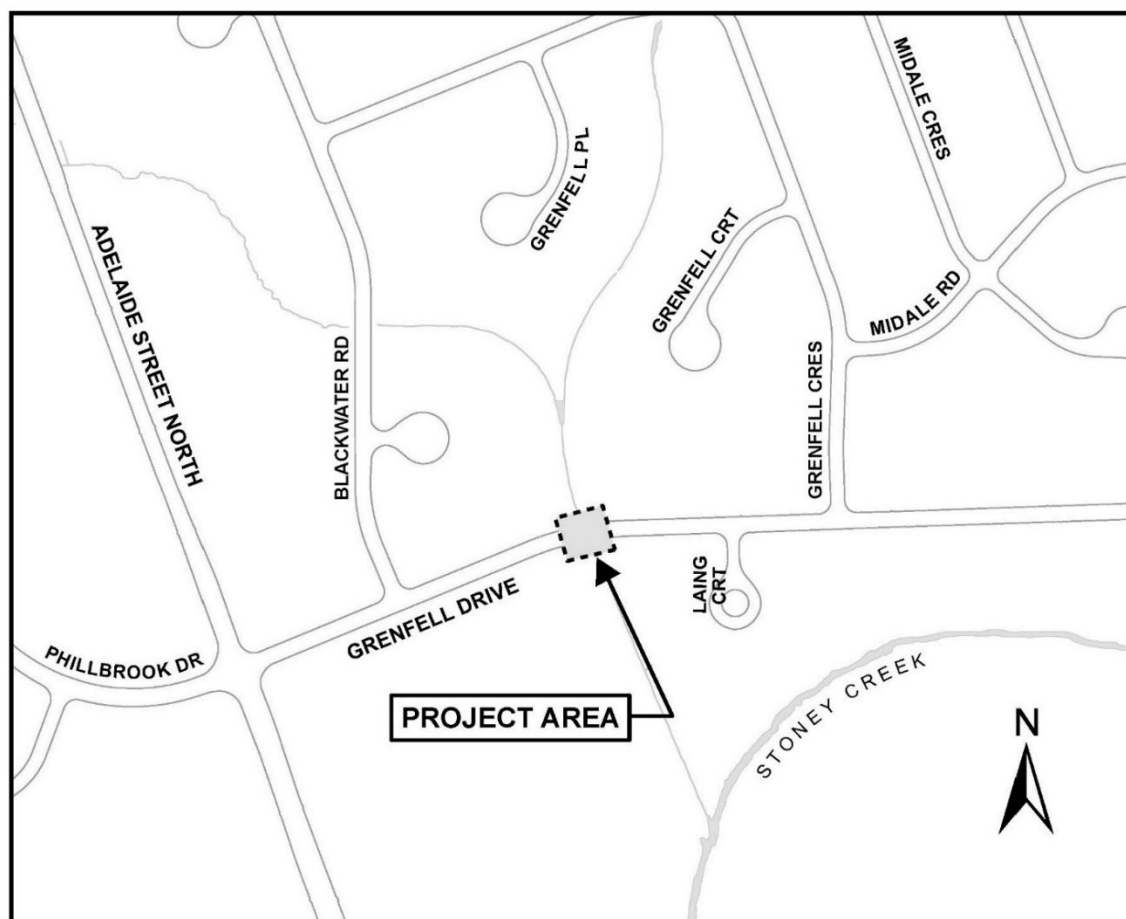 MIDALE CRES
GRENFELL PL
GRENFELL CRT
ADELAIDE STREET NORTH
MIDALE RD
BLACKWATER RD
GRENFELL CRES
LAING
CRT
GRENFELL DRIVE
PHILLBROOK DR
STONEY CREEK
PROJECT AREA
N